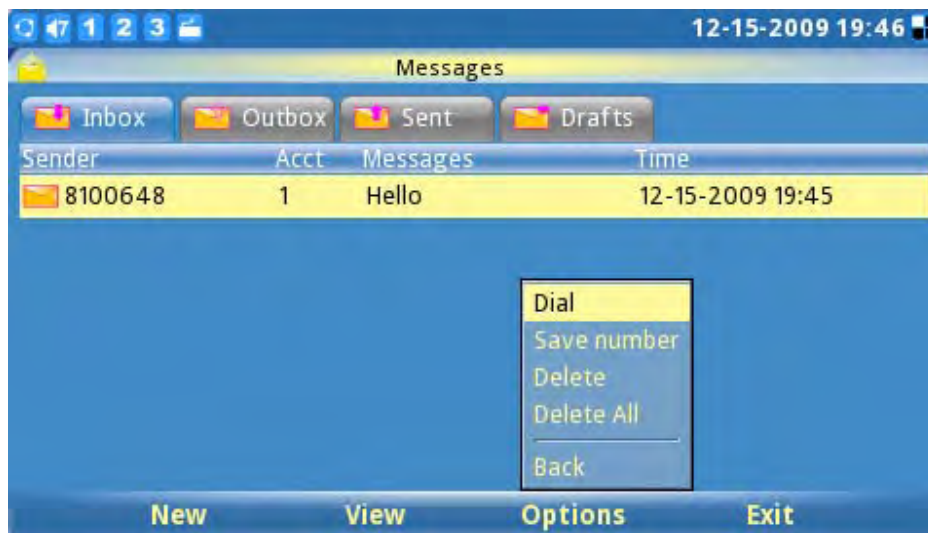 1 2 3 12-15-2009 19:46
Messages
Inbox Outbox Sent Drafts
Sender Acct Messages Time
8100648 1 Hello 12-15-2009 19:45
Dial
Save number
Delete
Delete All
Back
New View Options Exit